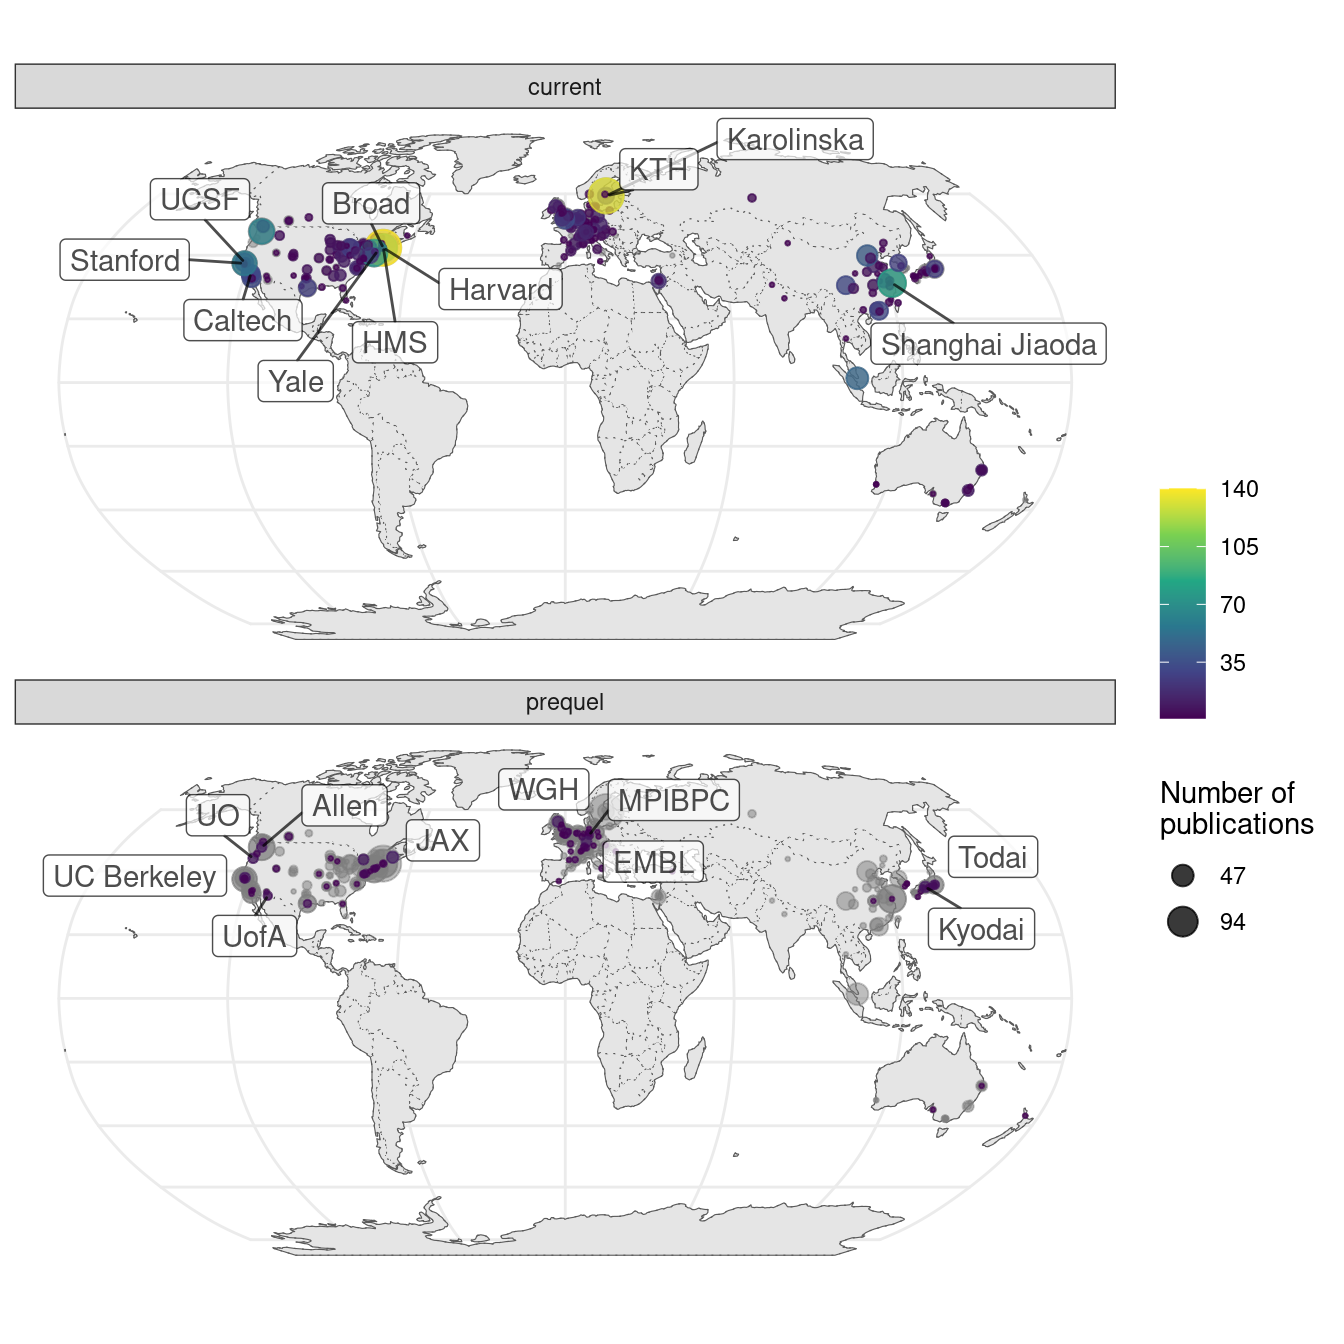 current
Karolinska
KTH
UCSF
Broad
Stanford
Harvard
Caltech
HMS
Shanghai Jiaoda
Yale
140
105
70
35
prequel
WGH
MPIBPC
Allen
UO
JAX
Todai
EMBL
UC Berkeley
Kyodai
UofA
Number of
publications
47
94